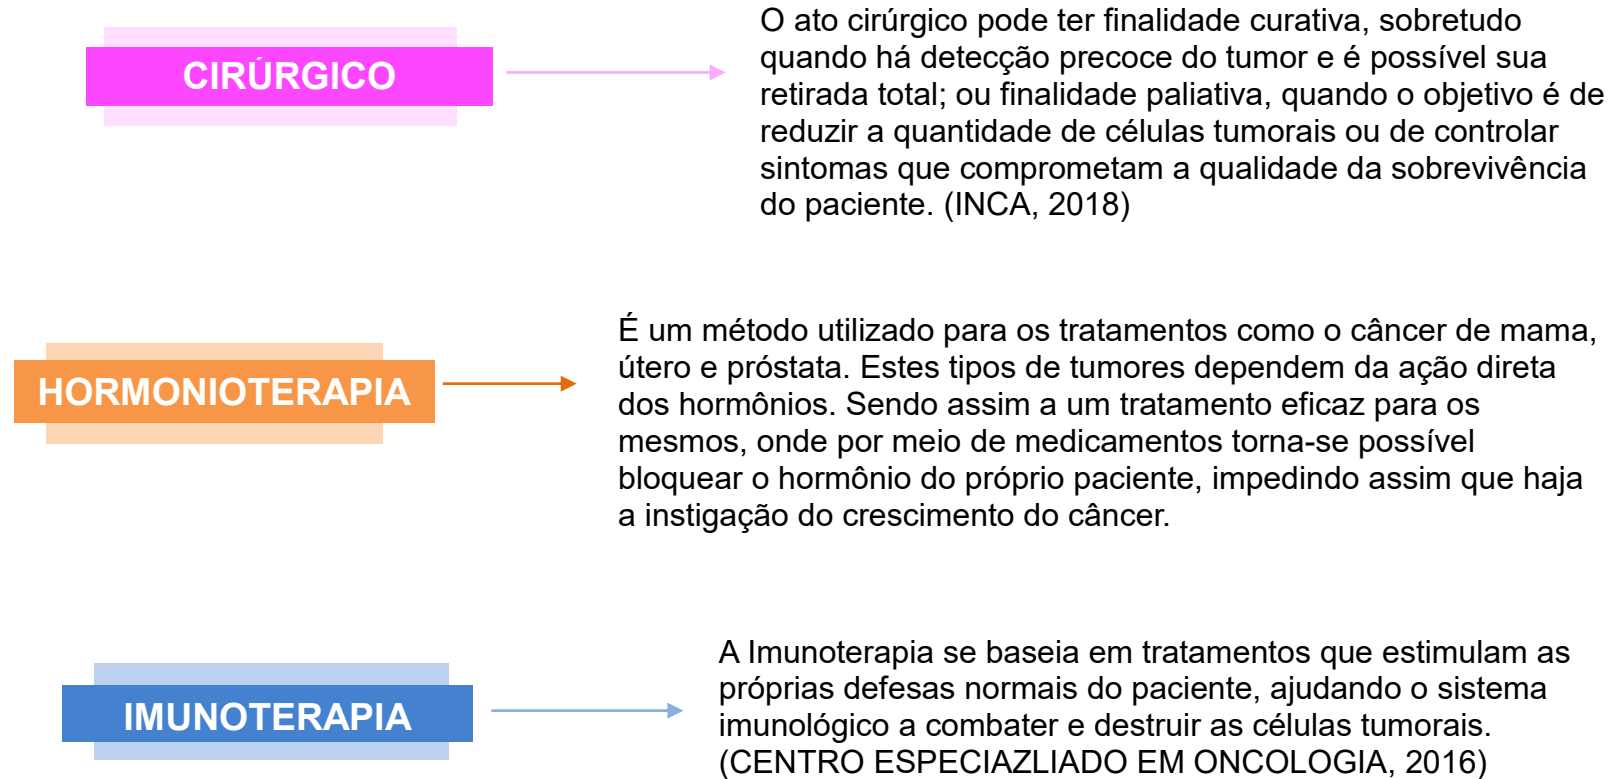 CIRÚRGICO
O ato cirúrgico pode ter finalidade curativa, sobretudo
quando há detecção precoce do tumor e é possível sua
retirada total; ou finalidade paliativa, quando o objetivo é de
reduzir a quantidade de células tumorais ou de controlar
sintomas que comprometam a qualidade da sobrevivência
do paciente. (INCA, 2018)
HORMONIOTERAPIA
É um método utilizado para os tratamentos como o câncer de mama,
útero e próstata. Estes tipos de tumores dependem da ação direta
dos hormônios. Sendo assim a um tratamento eficaz para os
mesmos, onde por meio de medicamentos torna-se possível
bloquear o hormônio do próprio paciente, impedindo assim que haja
a instigação do crescimento do câncer.
IMUNOTERAPIA
A Imunoterapia se baseia em tratamentos que estimulam as
próprias defesas normais do paciente, ajudando o sistema
imunológico a combater e destruir as células tumorais.
(CENTRO ESPECIAZLIADO EM ONCOLOGIA, 2016)